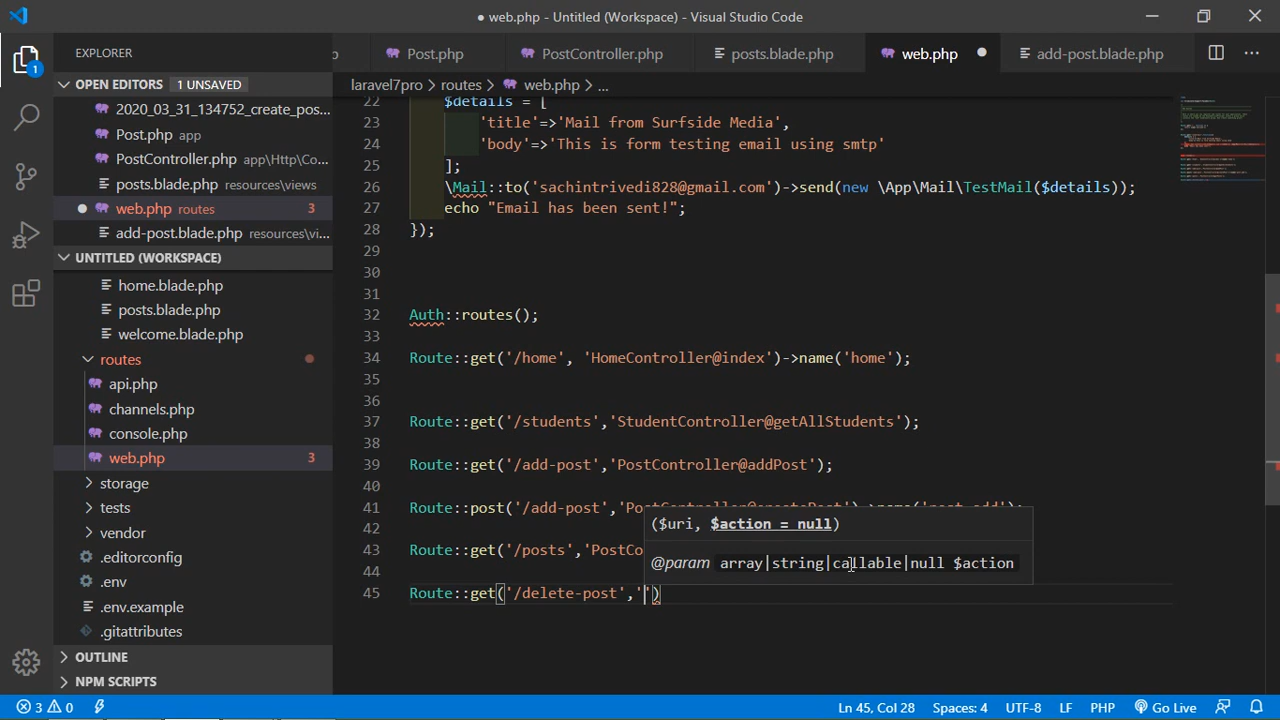 ● web.php - Untitled (Workspace) - Visual Studio Code
EXPLORER
p
Post.php
PostController.php
posts.blade.php
web.php ●
add-post.blade.php
OPEN EDITORS 1 UNSAVED
2020_03_31_134752_create_pos...
Post.php app
PostController.php app\Http\Co...
posts.blade.php resources\views
● web.php routes 3
add-post.blade.php resources\vi...
UNTITLED (WORKSPACE)
home.blade.php
posts.blade.php
welcome.blade.php
routes
api.php
channels.php
console.php
web.php 3
storage
tests
vendor
.editorconfig
.env
.env.example
.gitattributes
OUTLINE
NPM SCRIPTS
1
laravel7pro > routes > web.php > ...
22 $details = [
23 'title'=>'Mail from Surfside Media',
24 'body'=>'This is form testing email using smtp'
25 ];
26 \Mail::to('sachintrivedi828@gmail.com')->send(new \App\Mail\TestMail($details));
27 echo "Email has been sent!";
28 });
29
30
31
32 Auth::routes();
33
34 Route::get('/home', 'HomeController@index')->name('home');
35
36
37 Route::get('/students','StudentController@getAllStudents');
38
39 Route::get('/add-post','PostController@addPost');
40
41 Route::post('/add-post','PostController@createPost')->name('post.add');
42
43 Route::get('/posts','PostCo
44
45 Route::get('/delete-post','')
($uri, $action = null)
@param array|string|callable|null $action
3 0
Ln 45, Col 28
Spaces: 4
UTF-8
LF
PHP
Go Live